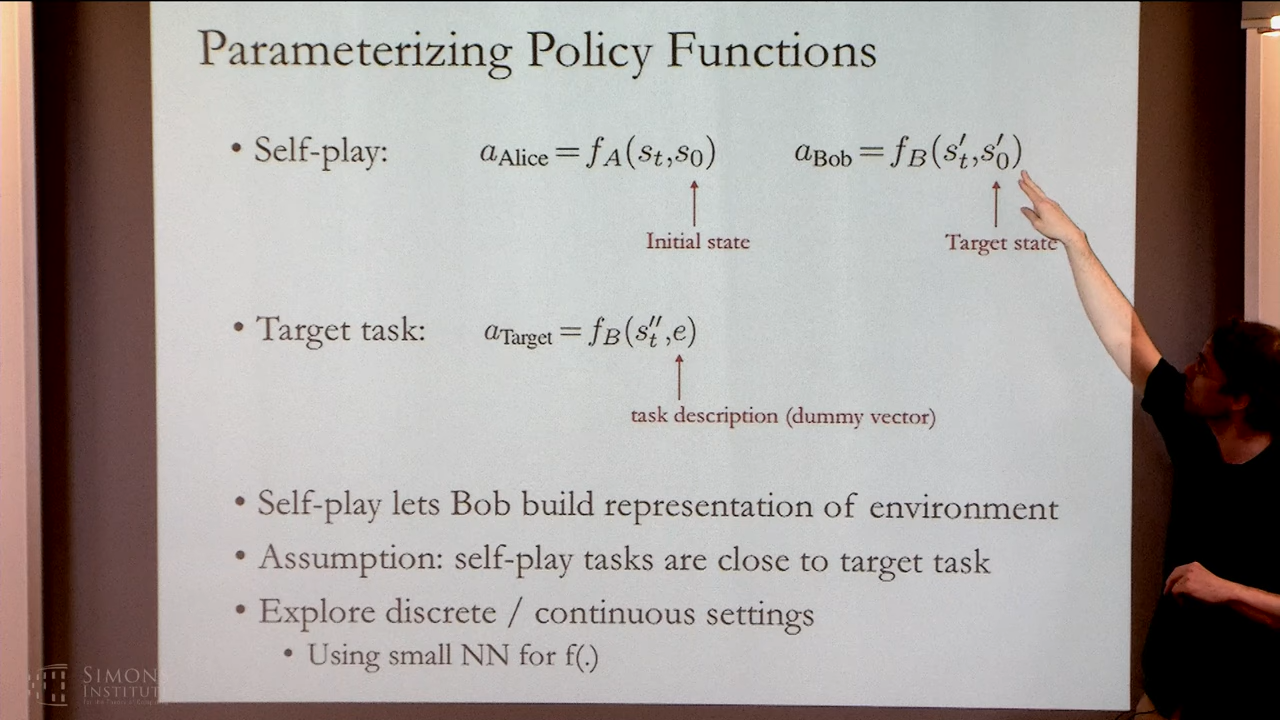 Parameterizing Policy Functions
• Self-play: a_Alice = f_A(s_t,s_0) a_Bob = f_B(s'_t,s'_0)
Initial state Target state
• Target task: a_Target = f_B(s''_t,e)
task description (dummy vector)
• Self-play lets Bob build representation of environment
• Assumption: self-play tasks are close to target task
• Explore discrete / continuous settings
• Using small NN for f(.)
SIMONS
INSTITUT